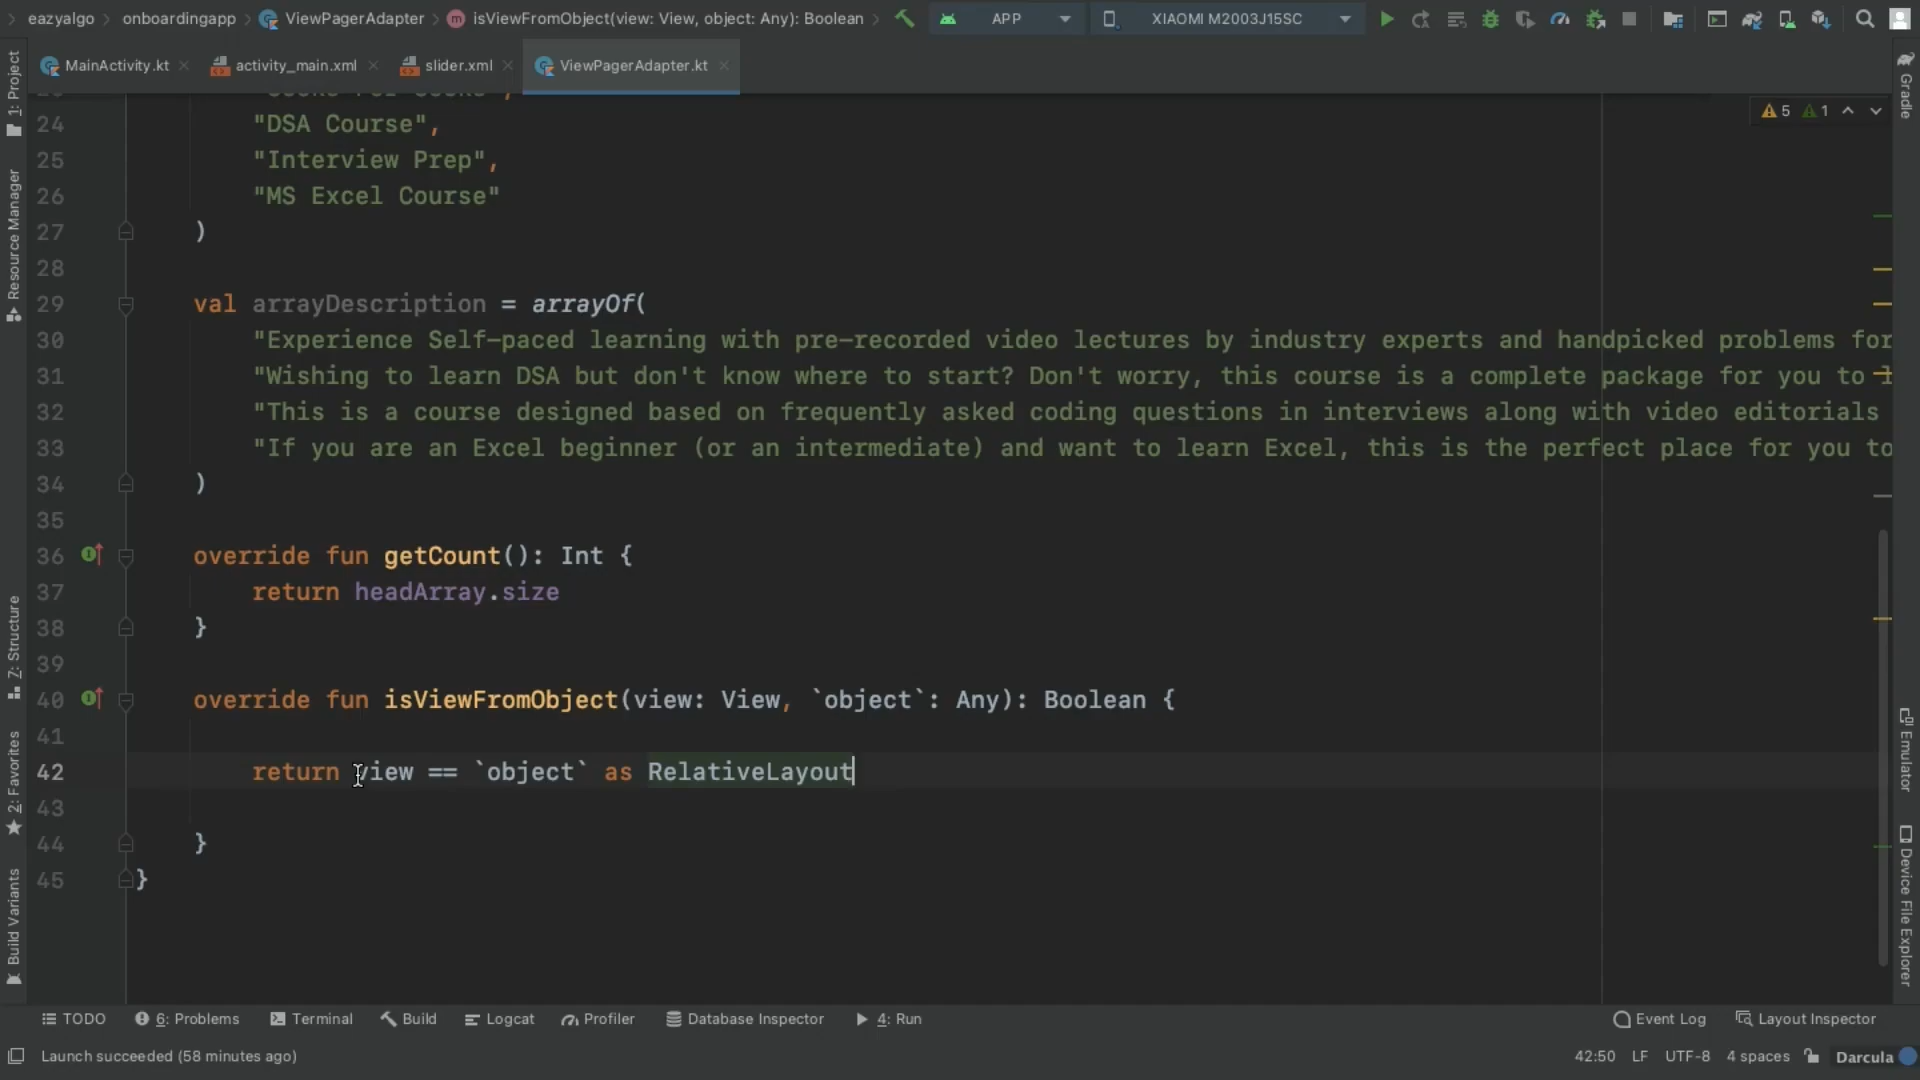 eazyalgo onboardingapp ViewPagerAdapter isViewFromObject(view: View, object: Any): Boolean APP XIAOMI M2003J15SC
MainActivity.kt activity_main.xml slider.xml ViewPagerAdapter.kt
5 1
24 "DSA Course",
25 "Interview Prep",
26 "MS Excel Course"
27 )
28
29 val arrayDescription = arrayOf(
30 "Experience Self-paced learning with pre-recorded video lectures by industry experts and handpicked problems for
31 "Wishing to learn DSA but don't know where to start? Don't worry, this course is a complete package for you to
32 "This is a course designed based on frequently asked coding questions in interviews along with video editorials
33 "If you are an Excel beginner (or an intermediate) and want to learn Excel, this is the perfect place for you to
34 )
35
36 override fun getCount(): Int {
37 return headArray.size
38 }
39
40 override fun isViewFromObject(view: View, `object`: Any): Boolean {
41
42 return view == `object` as RelativeLayout
43
44 }
45 }
1: Project
Resource Manager
Z: Structure
2: Favorites
Build Variants
Gradle
Emulator
Device File Explorer
TODO 6: Problems Terminal Build Logcat Profiler Database Inspector 4: Run Event Log Layout Inspector
Launch succeeded (58 minutes ago) 42:50 LF UTF-8 4 spaces Darcula